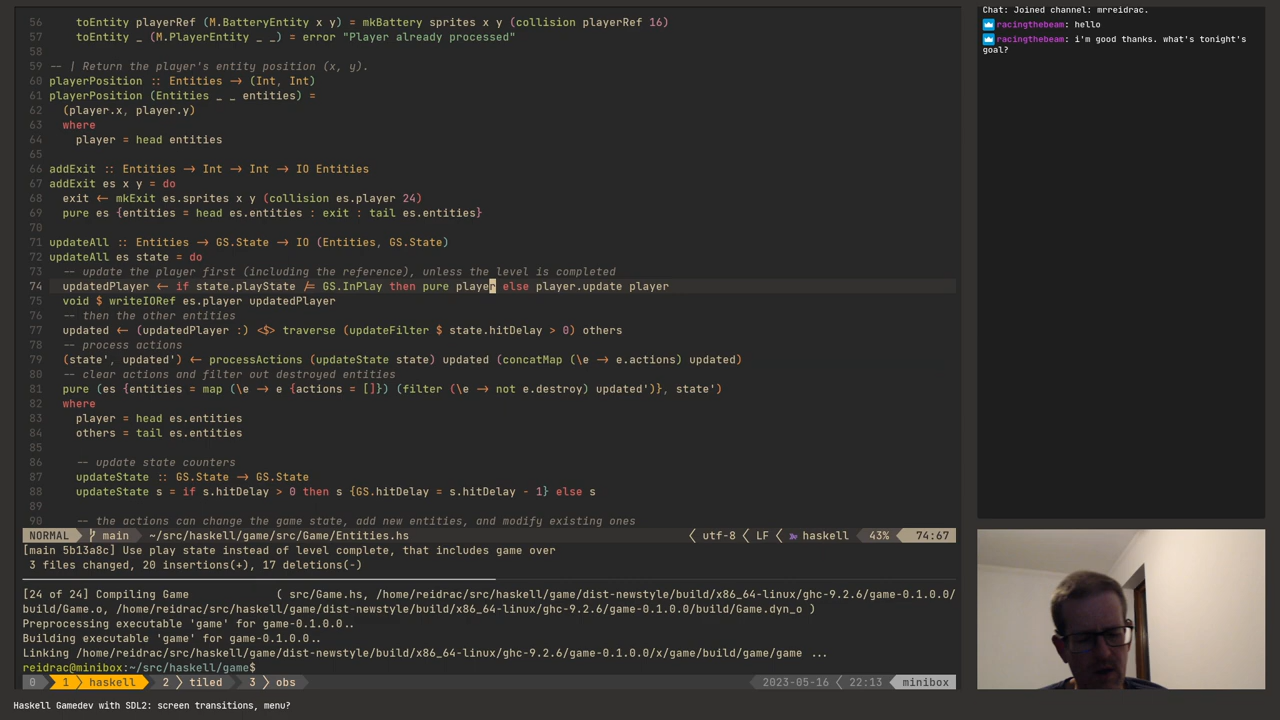 56 toEntity playerRef (M.BatteryEntity x y) = mkBattery sprites x y (collision playerRef 16)
57 toEntity _ (M.PlayerEntity _ _) = error "Player already processed"
58
59 -- | Return the player's entity position (x, y).
60 playerPosition :: Entities → (Int, Int)
61 playerPosition (Entities _ _ entities) =
62 (player.x, player.y)
63 where
64 player = head entities
65
66 addExit :: Entities → Int → Int → IO Entities
67 addExit es x y = do
68 exit ← mkExit es.sprites x y (collision es.player 24)
69 pure es {entities = head es.entities : exit : tail es.entities}
70
71 updateAll :: Entities → GS.State → IO (Entities, GS.State)
72 updateAll es state = do
73 -- update the player first (including the reference), unless the level is completed
74 updatedPlayer ← if state.playState /= GS.InPlay then pure player else player.update player
75 void $ writeIORef es.player updatedPlayer
76 -- then the other entities
77 updated ← (updatedPlayer :) <$> traverse (updateFilter $ state.hitDelay > 0) others
78 -- process actions
79 (state', updated') ← processActions (updateState state) updated (concatMap (\e → e.actions) updated)
80 -- clear actions and filter out destroyed entities
81 pure (es {entities = map (\e → e {actions = []}) (filter (\e → not e.destroy) updated')}, state')
82 where
83 player = head es.entities
84 others = tail es.entities
85
86 -- update state counters
87 updateState :: GS.State → GS.State
88 updateState s = if s.hitDelay > 0 then s {GS.hitDelay = s.hitDelay - 1} else s
89
90 -- the actions can change the game state, add new entities, and modify existing ones
NORMAL main ~/src/haskell/game/src/Game/Entities.hs utf-8 LF haskell 43% 74:67
[main 5b13a8c] Use play state instead of level complete, that includes game over
3 files changed, 20 insertions(+), 17 deletions(-)
[24 of 24] Compiling Game ( src/Game.hs, /home/reidrac/src/haskell/game/dist-newstyle/build/x86_64-linux/ghc-9.2.6/game-0.1.0.0/
build/Game.o, /home/reidrac/src/haskell/game/dist-newstyle/build/x86_64-linux/ghc-9.2.6/game-0.1.0.0/build/Game.dyn_o )
Preprocessing executable 'game' for game-0.1.0.0..
Building executable 'game' for game-0.1.0.0..
Linking /home/reidrac/src/haskell/game/dist-newstyle/build/x86_64-linux/ghc-9.2.6/game-0.1.0.0/x/game/build/game/game ...
reidrac@minibox:~/src/haskell/game$
0 1 haskell 2 tiled 3 obs 2023-05-16 22:13 minibox
Haskell Gamedev with SDL2: screen transitions, menu?
Chat: Joined channel: mrreidrac.
racingthebeam: hello
racingthebeam: i'm good thanks. what's tonight's
goal?